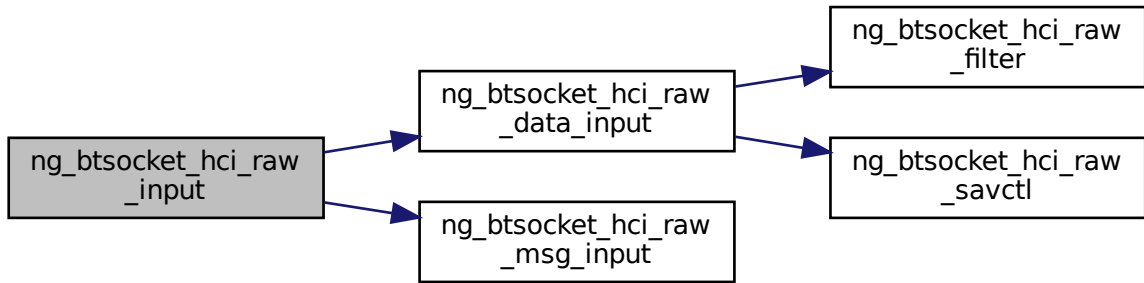 ng_btsocket_hci_raw
_input
ng_btsocket_hci_raw
_data_input
ng_btsocket_hci_raw
_msg_input
ng_btsocket_hci_raw
_filter
ng_btsocket_hci_raw
_savctl